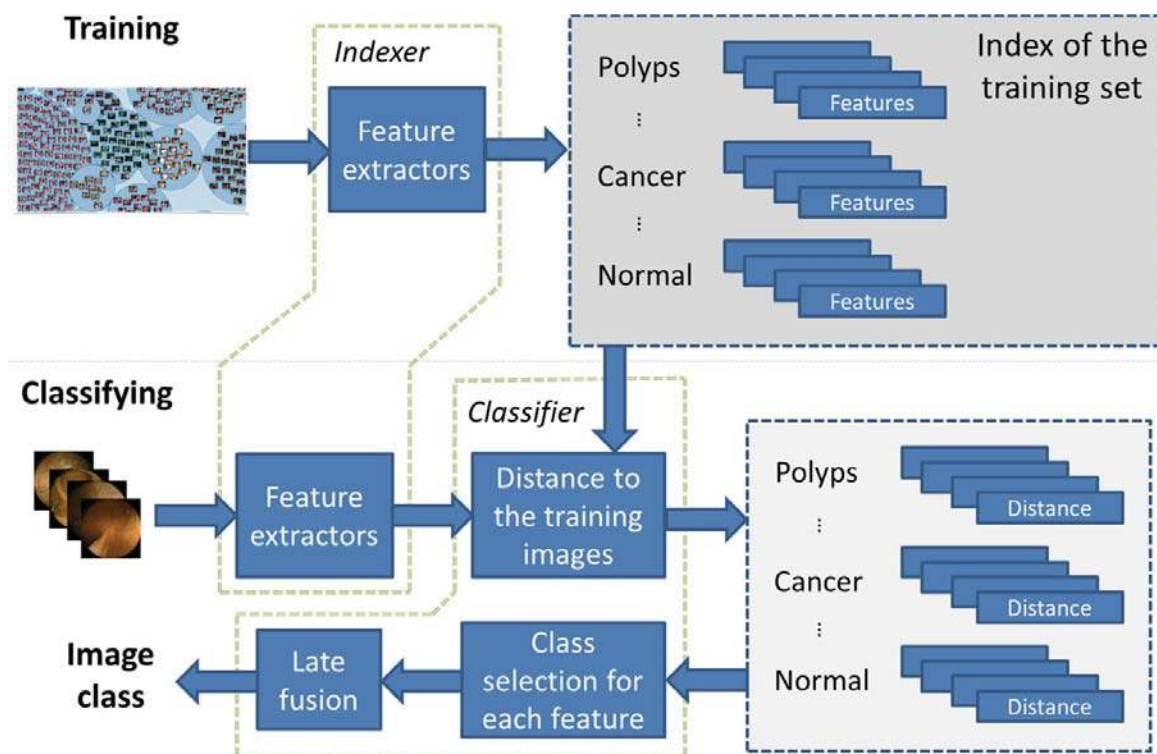 Training
Indexer
Feature
extractors
Index of the
training set
Polyps
...
Features
Cancer
...
Features
Normal
Features
Classifying
Classifier
Feature
extractors
Distance to
the training
images
Polyps
...
Distance
Cancer
...
Distance
Normal
Distance
Class
selection for
each feature
Late
fusion
Image
class